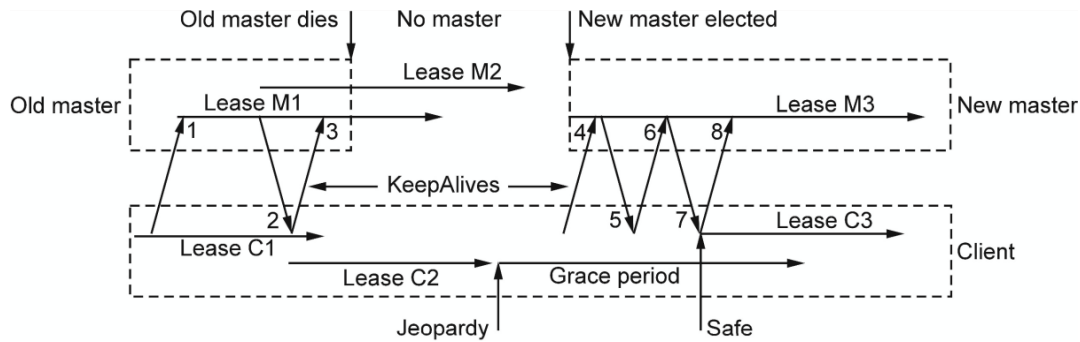 Old master dies
No master
New master elected
Lease M2
Old master
Lease M1
Lease M3
New master
1
3
4
6
8
KeepAlives
2
5
7
Lease C1
Lease C3
Client
Lease C2
Grace period
Jeopardy
Safe